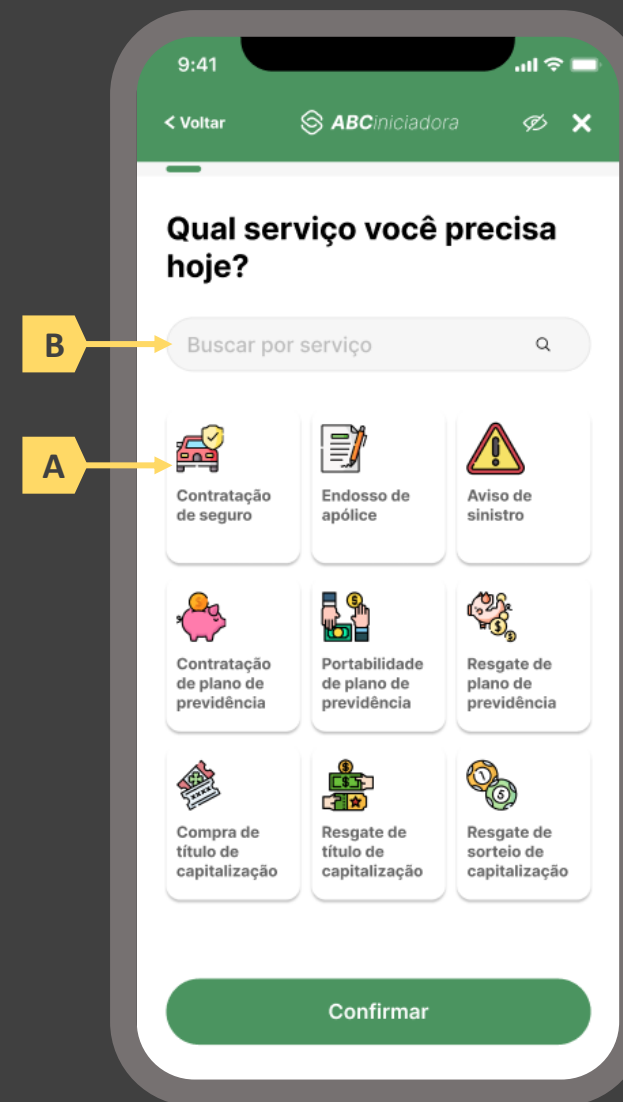 9:41
< Voltar
ABCiniciadora
Qual serviço você precisa
hoje?
B
Buscar por serviço
A
Contratação
de seguro
Endosso de
apólice
Aviso de
sinistro
Contratação
de plano de
previdência
Portabilidade
de plano de
previdência
Resgate de
plano de
previdência
Compra de
título de
capitalização
Resgate de
título de
capitalização
Resgate de
sorteio de
capitalização
Confirmar